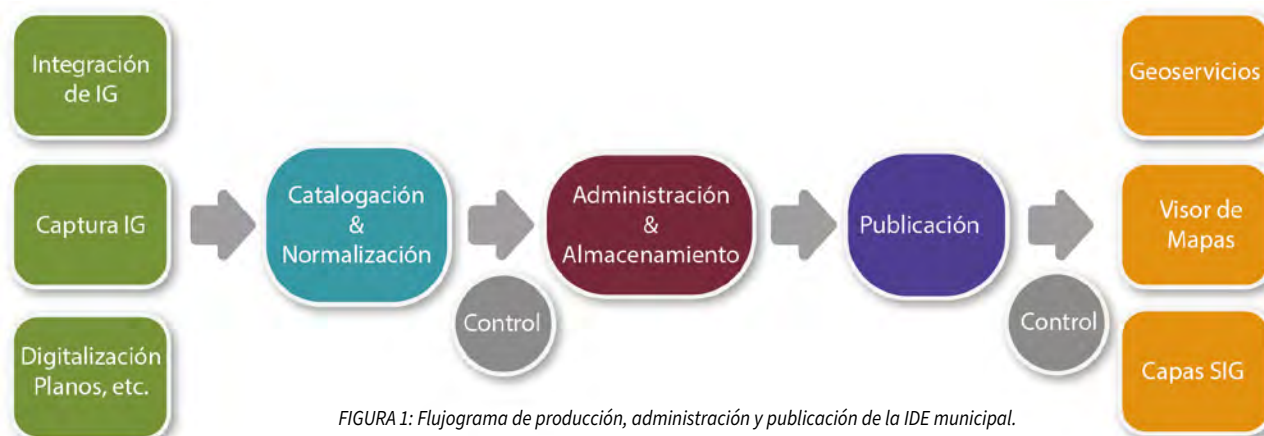 Integración
de IG
Captura IG
Digitalización
Planos, etc.
Catalogación
&
Normalización
Control
Administración
&
Almacenamiento
Publicación
Control
Geoservicios
Visor de
Mapas
Capas SIG
FIGURA 1: Flujograma de producción, administración y publicación de la IDE municipal.